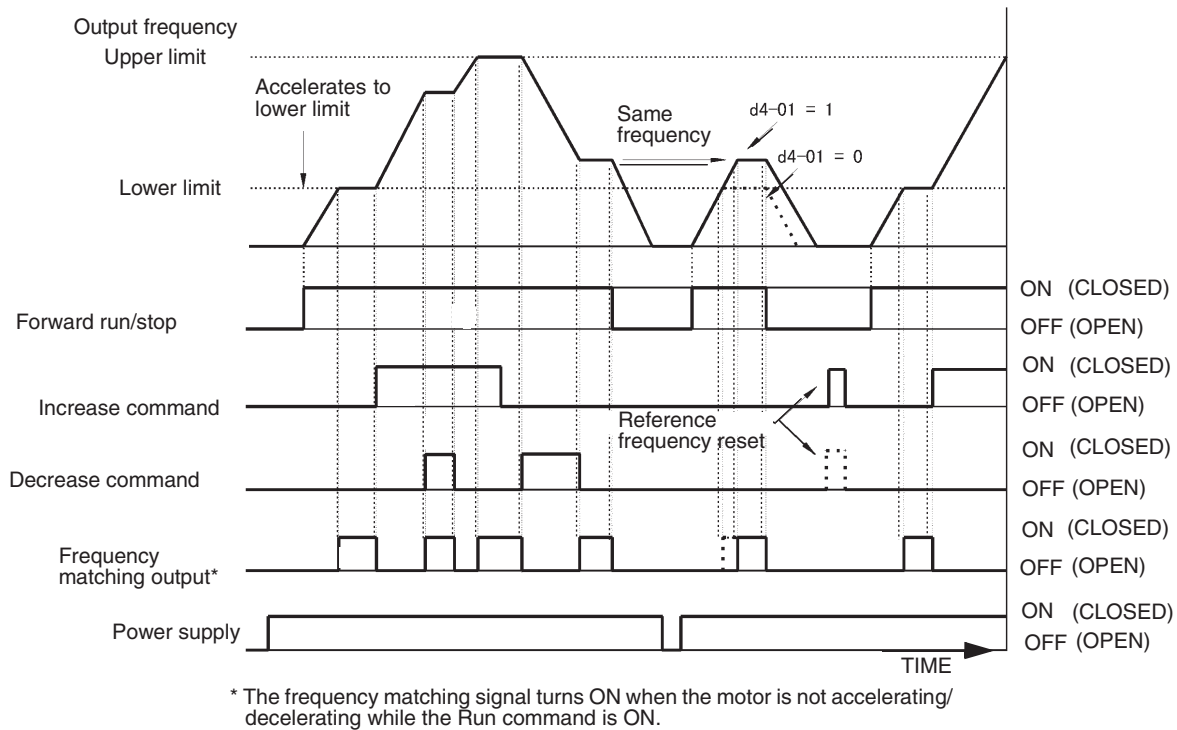 Output frequency
Upper limit
Accelerates to
lower limit
Same
frequency
d4-01 = 1
d4-01 = 0
Lower limit
Forward run/stop
ON (CLOSED)
OFF (OPEN)
Increase command
ON (CLOSED)
OFF (OPEN)
Reference
frequency reset
Decrease command
ON (CLOSED)
OFF (OPEN)
Frequency
matching output*
ON (CLOSED)
OFF (OPEN)
Power supply
ON (CLOSED)
OFF (OPEN)
TIME
* The frequency matching signal turns ON when the motor is not accelerating/
decelerating while the Run command is ON.